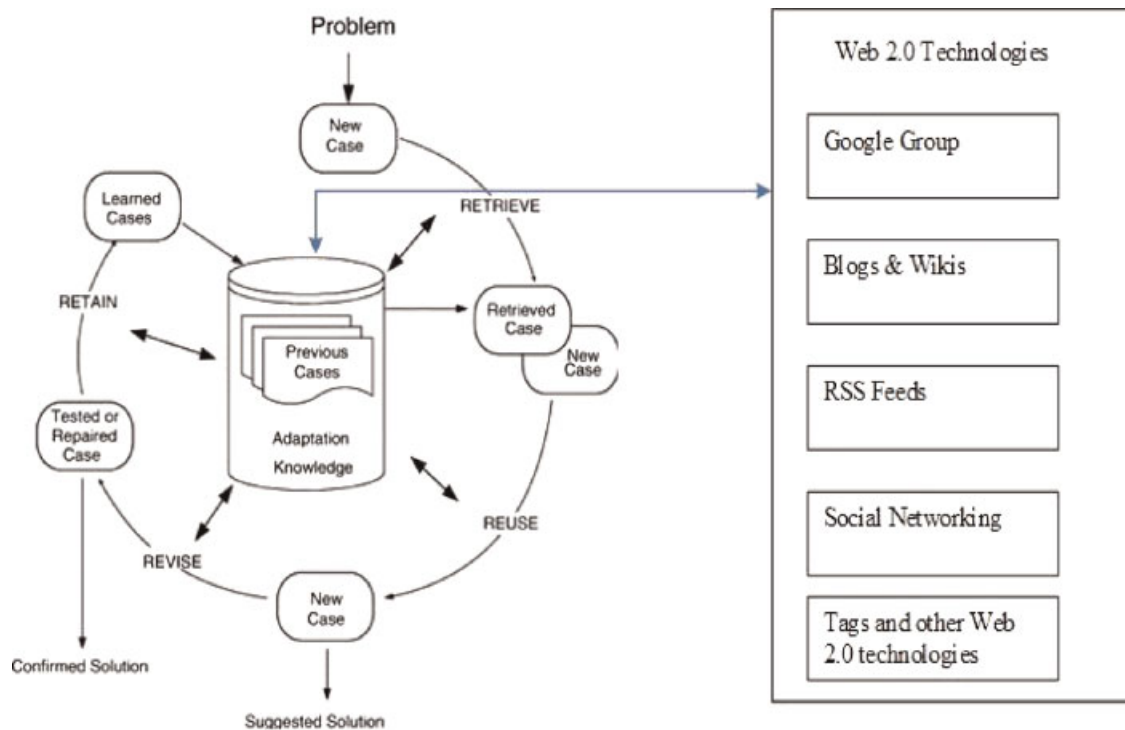 Problem
New
Case
RETRIEVE
Learned
Cases
RETAIN
Retrieved
Case
New
Case
Previous
Cases
Adaptation
Knowledge
Tested or
Repaired
Case
REUSE
REVISE
New
Case
Confirmed Solution
Suggested Solution
Web 2.0 Technologies
Google Group
Blogs & Wikis
RSS Feeds
Social Networking
Tags and other Web
2.0 technologies